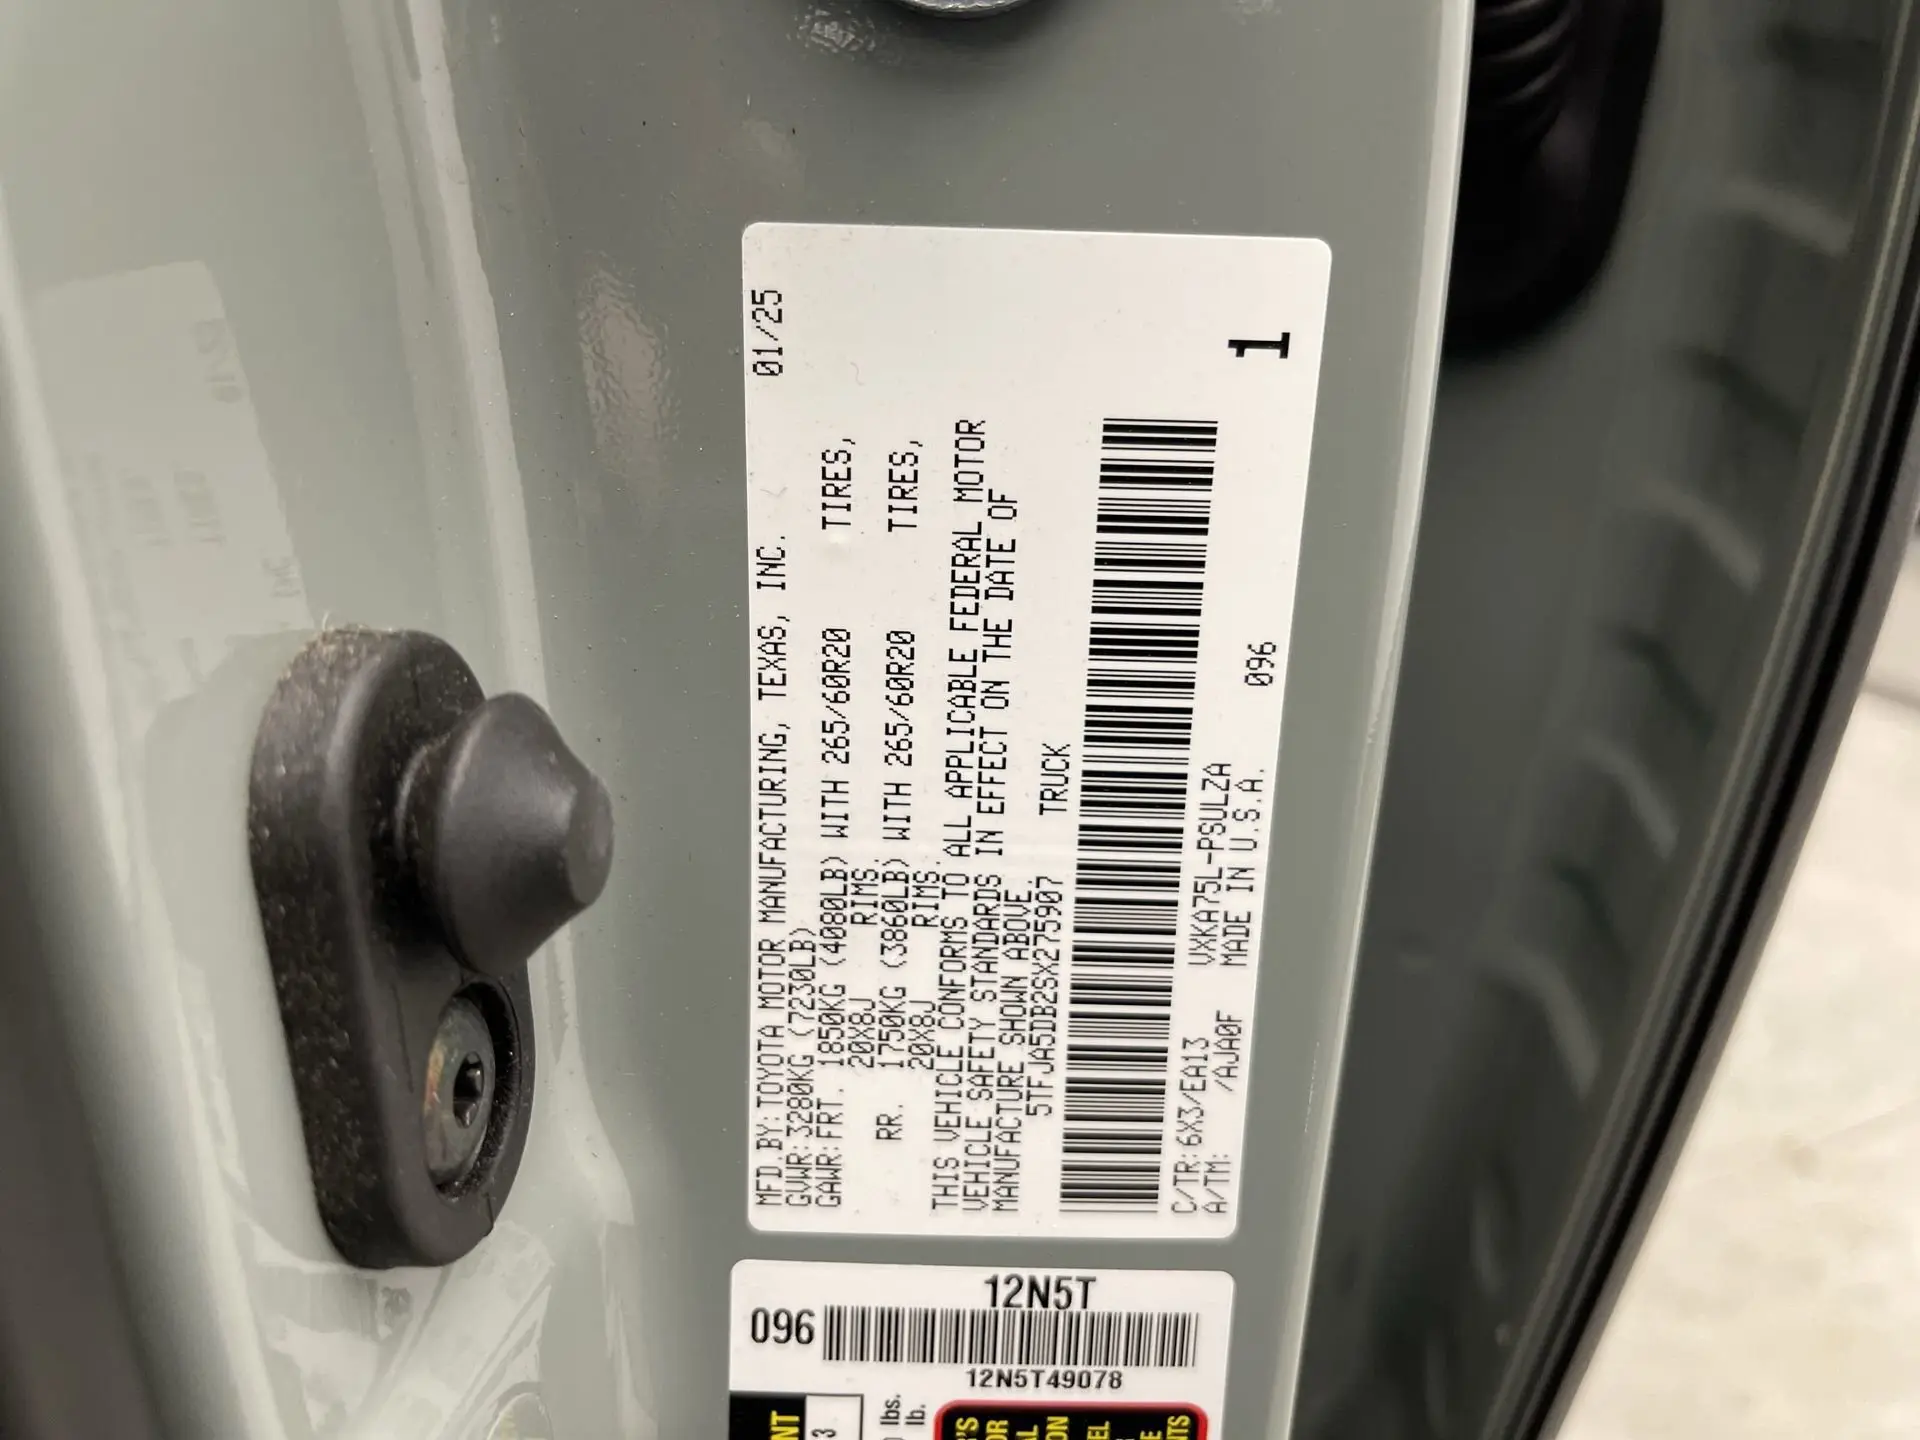 MFD.BY:TOYOTA MOTOR MANUFACTURING, TEXAS, INC. 01/25
GVWR:3280KG (7230LB)
GAWR:FRT. 1850KG (4080LB) WITH 265/60R20 TIRES,
20X8J RIMS.
RR. 1750KG (3860LB) WITH 265/60R20 TIRES,
20X8J RIMS.
THIS VEHICLE CONFORMS TO ALL APPLICABLE FEDERAL MOTOR
VEHICLE SAFETY STANDARDS IN EFFECT ON THE DATE OF
MANUFACTURE SHOWN ABOVE.
5TFJA5DB2SX275907 TRUCK
C/TR:6X3/EA13 VXKA75L-PSULZA
A/TM: /AJA0F MADE IN U.S.A. 096
1
12N5T
096
12N5T49078
lbs.
lb.